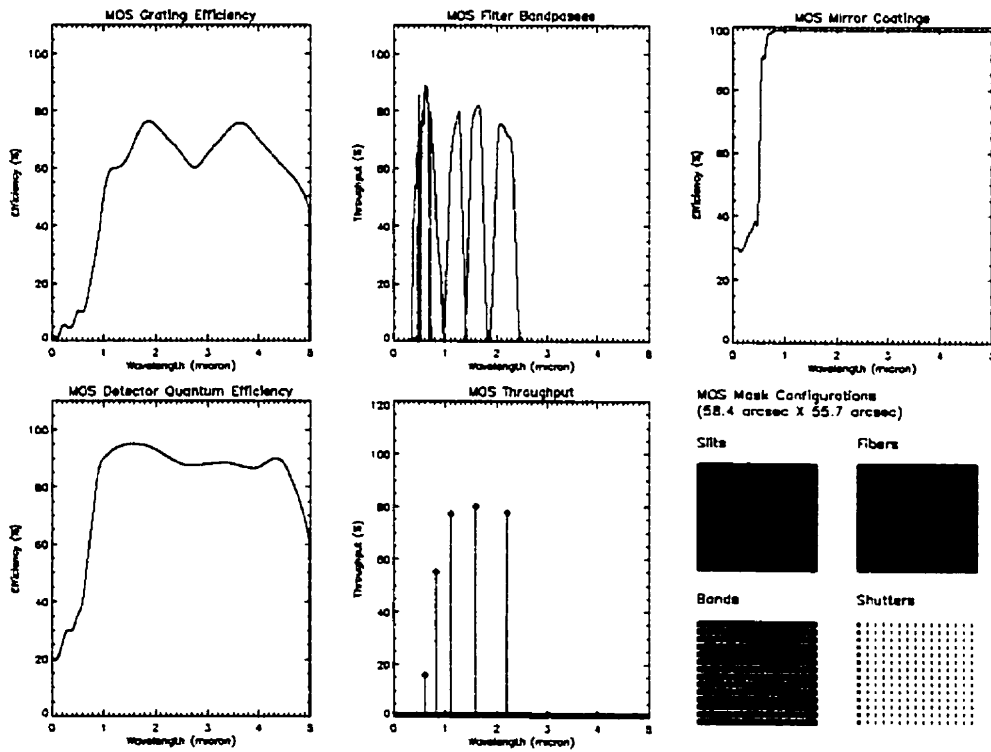 MOS Grating Efficiency
MOS Filter Bandpasses
MOS Mirror Coatings
Efficiency (%)
100
80
60
40
20
0
0 1 2 3 4 5
Wavelength (micron)
Throughput (%)
100
80
60
40
20
0
0 1 2 3 4 5
Wavelength (micron)
Efficiency (%)
100
80
60
40
20
0
0 1 2 3 4 5
Wavelength (micron)
MOS Detector Quantum Efficiency
MOS Throughput
MOS Mask Configurations
(58.4 arcsec X 55.7 arcsec)
Efficiency (%)
100
80
60
40
20
0
0 1 2 3 4 5
Wavelength (micron)
Throughput (%)
120
100
80
60
40
20
0
0 1 2 3 4 5
Wavelength (micron)
Slits
Fibers
Bands
Shutters